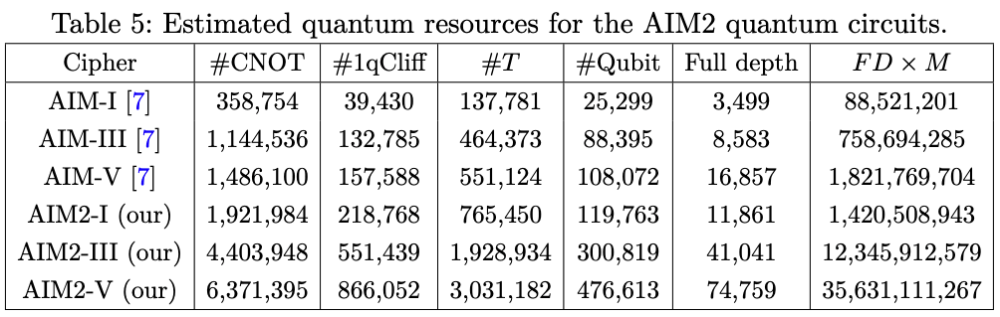 Table 5: Estimated quantum resources for the AIM2 quantum circuits.
Cipher #CNOT #1qCliff #T #Qubit Full depth FD × M
AIM-I [7] 358,754 39,430 137,781 25,299 3,499 88,521,201
AIM-III [7] 1,144,536 132,785 464,373 88,395 8,583 758,694,285
AIM-V [7] 1,486,100 157,588 551,124 108,072 16,857 1,821,769,704
AIM2-I (our) 1,921,984 218,768 765,450 119,763 11,861 1,420,508,943
AIM2-III (our) 4,403,948 551,439 1,928,934 300,819 41,041 12,345,912,579
AIM2-V (our) 6,371,395 866,052 3,031,182 476,613 74,759 35,631,111,267